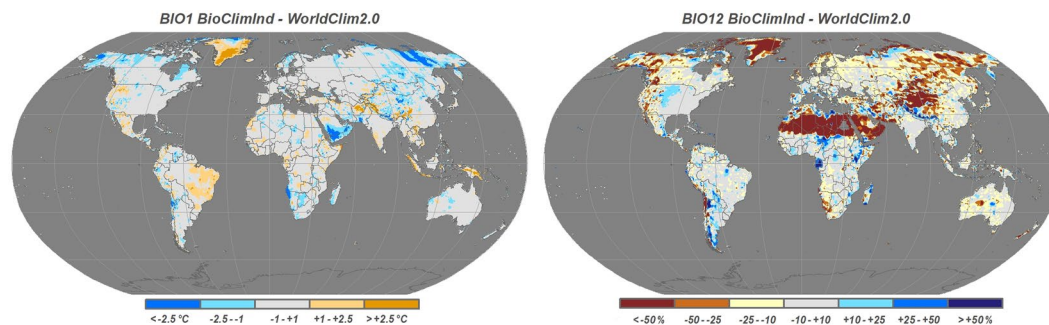 BIO1 BioClimInd - WorldClim2.0
BIO12 BioClimInd - WorldClim2.0
< -2.5 °C -2.5 - -1 -1 - +1 +1 - +2.5 > +2.5 °C
< -50 % -50 - -25 -25 - -10 -10 - +10 +10 - +25 +25 - +50 > +50 %